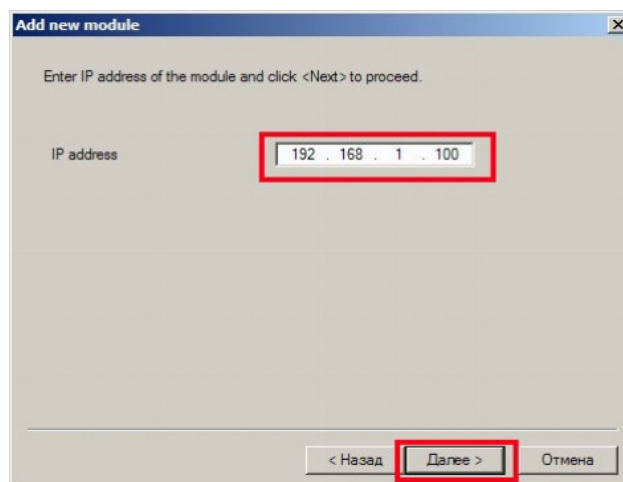 Add new module
Enter IP address of the module and click <Next> to proceed.
IP address 192 . 168 . 1 . 100
< Назад Далее > Отмена